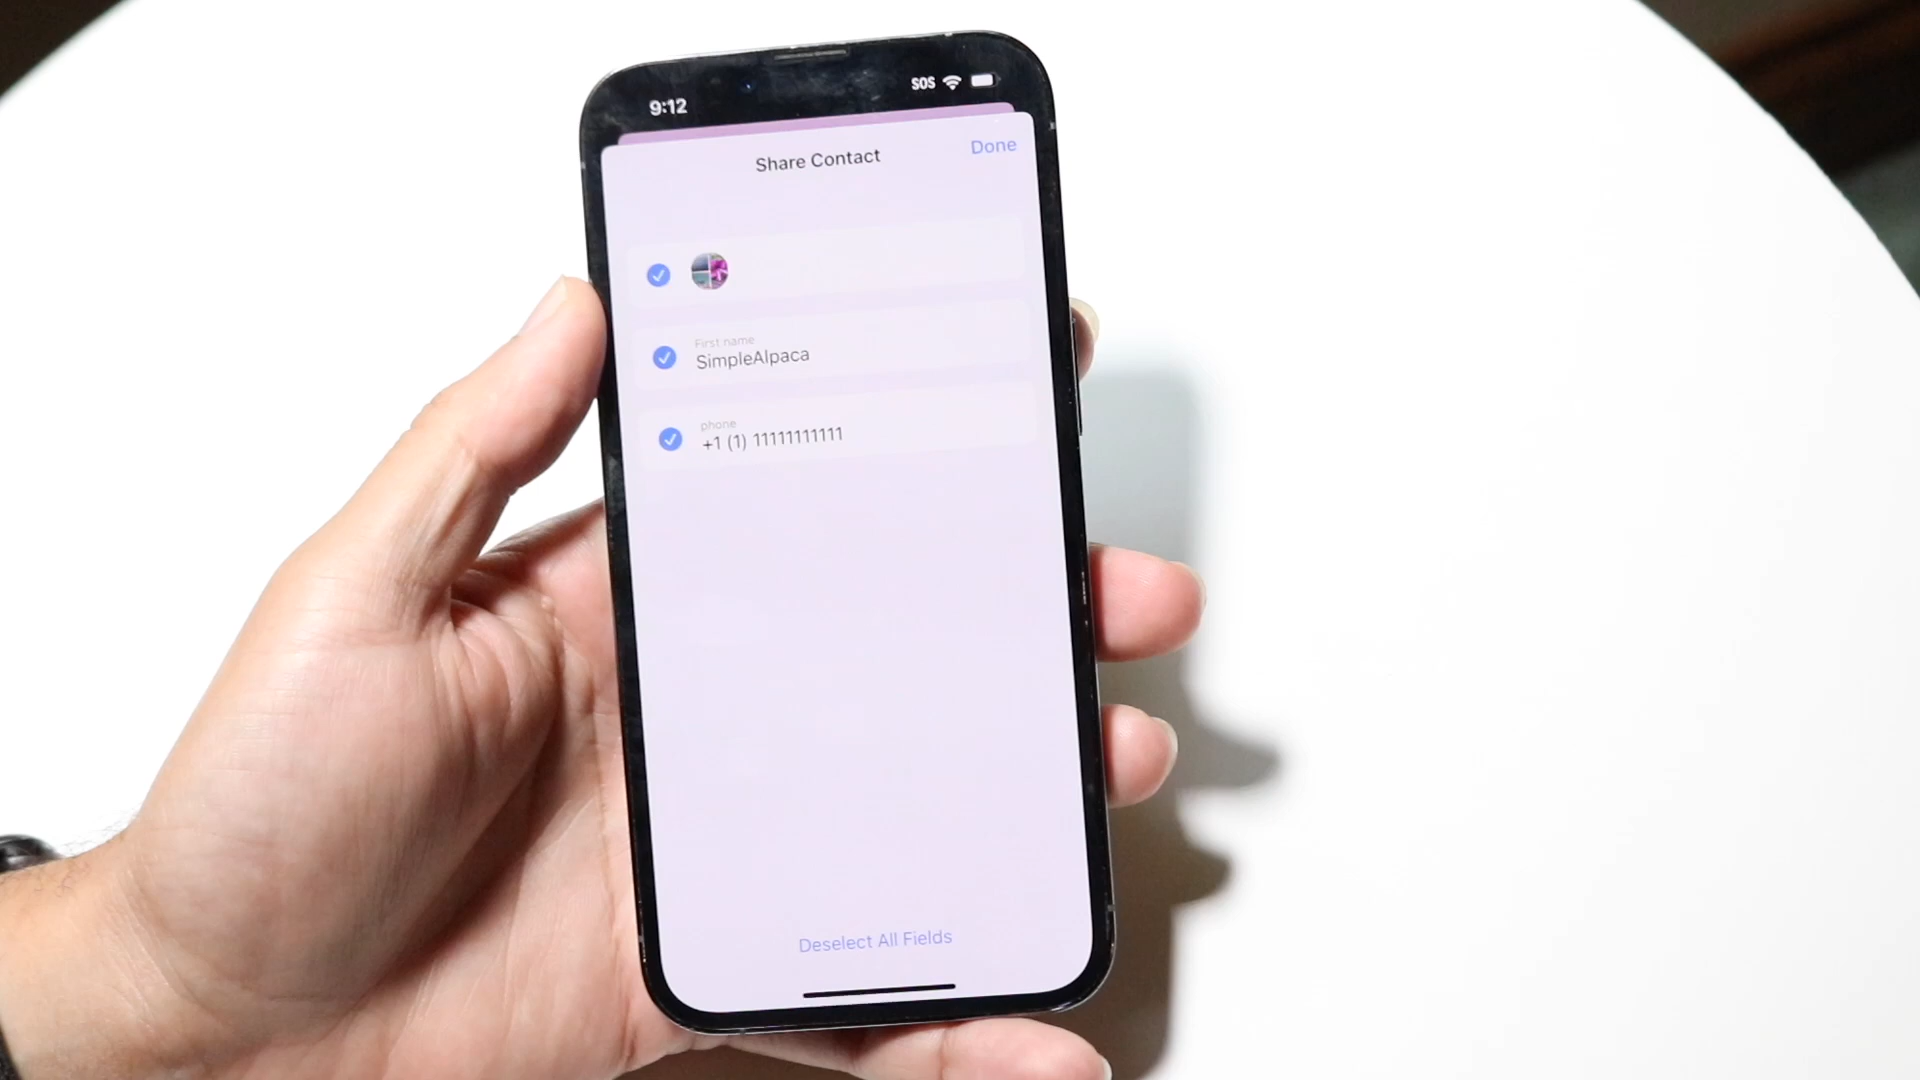 9:12
SOS
Share Contact
Done
First name
SimpleAlpaca
phone
+1 (1) 11111111111
Deselect All Fields